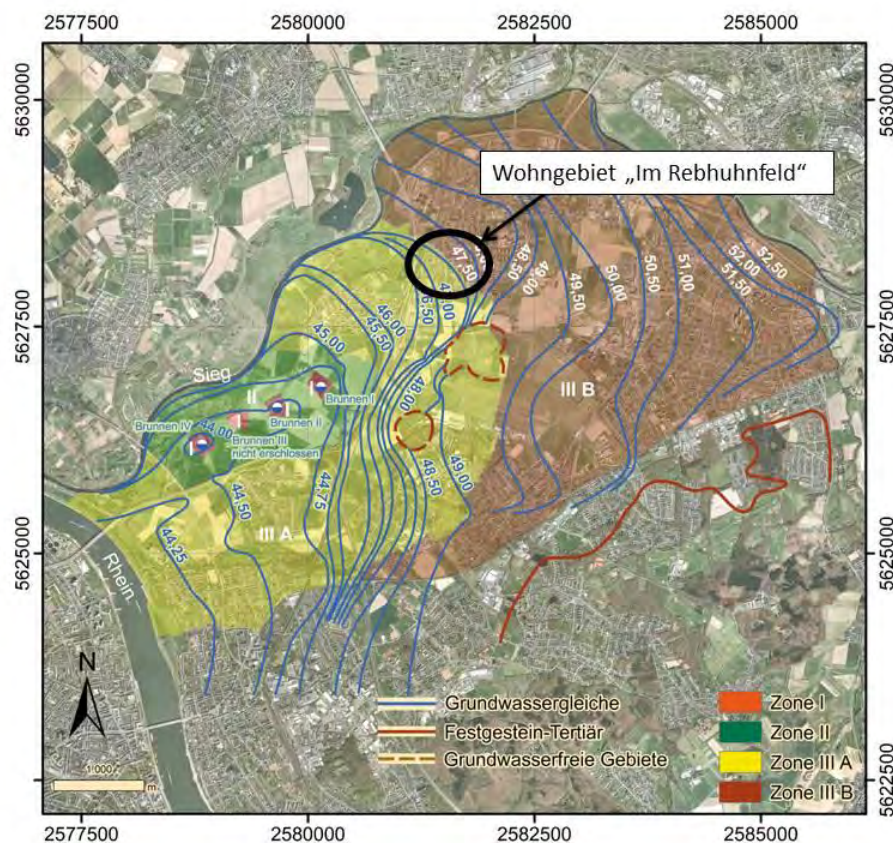 2577500
2580000
2582500
2585000
5630000
5627500
5625000
5622500
Wohngebiet „Im Rebhuhnfeld“
47,50
48,50
49,00
49,50
50,00
50,50
51,00
51,50
52,00
52,50
46,00
45,50
45,00
48,00
48,50
49,00
44,75
44,50
44,25
44,00
Sieg
Rhein
II
I
I
I
I
Brunnen I
Brunnen II
Brunnen III
nicht erschlossen
Brunnen IV
III A
III B
N
1 000
m
Grundwassergleiche
Festgestein-Tertiär
Grundwasserfreie Gebiete
Zone I
Zone II
Zone III A
Zone III B
2577500
2580000
2582500
2585000
5630000
5627500
5625000
5622500